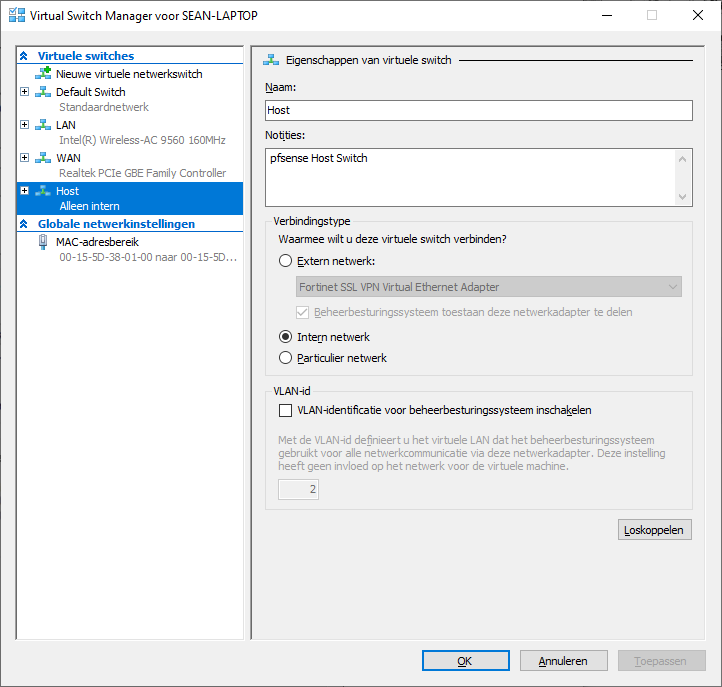 Virtual Switch Manager voor SEAN-LAPTOP
Virtuele switches
Nieuwe virtuele netwerkswitch
Default Switch
Standaardnetwerk
LAN
Intel(R) Wireless-AC 9560 160MHz
WAN
Realtek PCIe GBE Family Controller
Host
Alleen intern
Globale netwerkinstellingen
MAC-adresbereik
00-15-5D-38-01-00 naar 00-15-5D...
Eigenschappen van virtuele switch
Naam:
Host
Notities:
pfsense Host Switch
Verbindingstype
Waarmee wilt u deze virtuele switch verbinden?
Extern netwerk:
Fortinet SSL VPN Virtual Ethernet Adapter
Beheerbesturingssysteem toestaan deze netwerkadapter te delen
Intern netwerk
Particulier netwerk
VLAN-id
VLAN-identificatie voor beheerbesturingssysteem inschakelen
Met de VLAN-id definieert u het virtuele LAN dat het beheerbesturingssysteem
gebruikt voor alle netwerkcommunicatie via deze netwerkadapter. Deze instelling
heeft geen invloed op het netwerk voor de virtuele machine.
2
Loskoppelen
OK
Annuleren
Toepassen